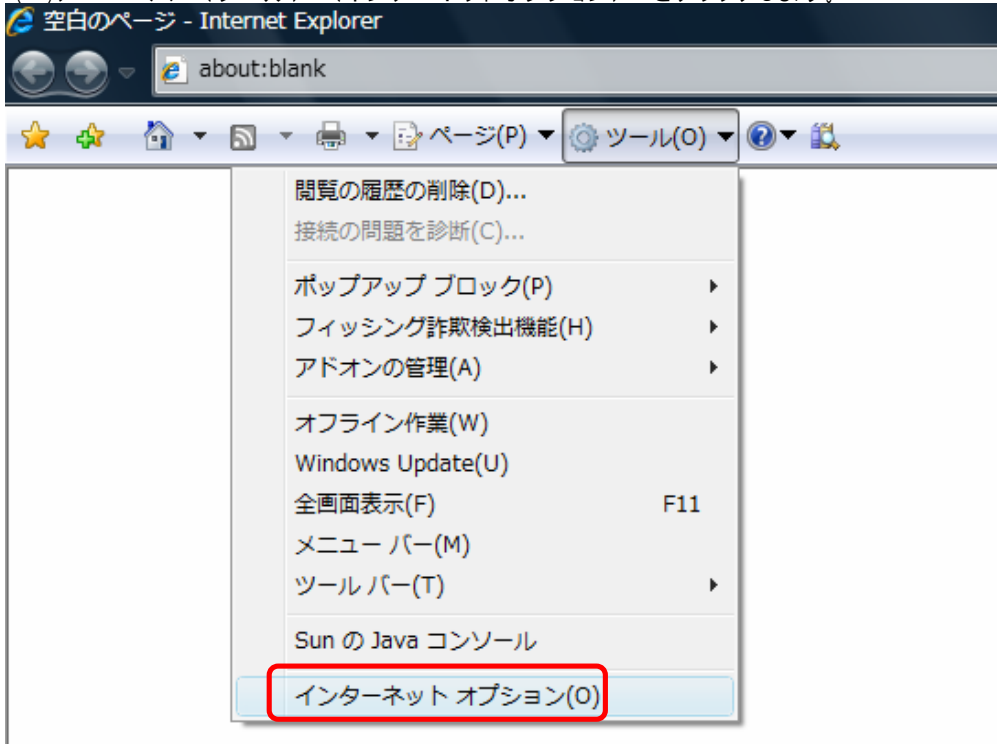 空白のページ - Internet Explorer
about:blank
ページ(P) ツール(O)
閲覧の履歴の削除(D)...
接続の問題を診断(C)...
ポップアップ ブロック(P)
フィッシング詐欺検出機能(H)
アドオンの管理(A)
オフライン作業(W)
Windows Update(U)
全画面表示(F) F11
メニュー バー(M)
ツール バー(T)
Sun の Java コンソール
インターネット オプション(O)